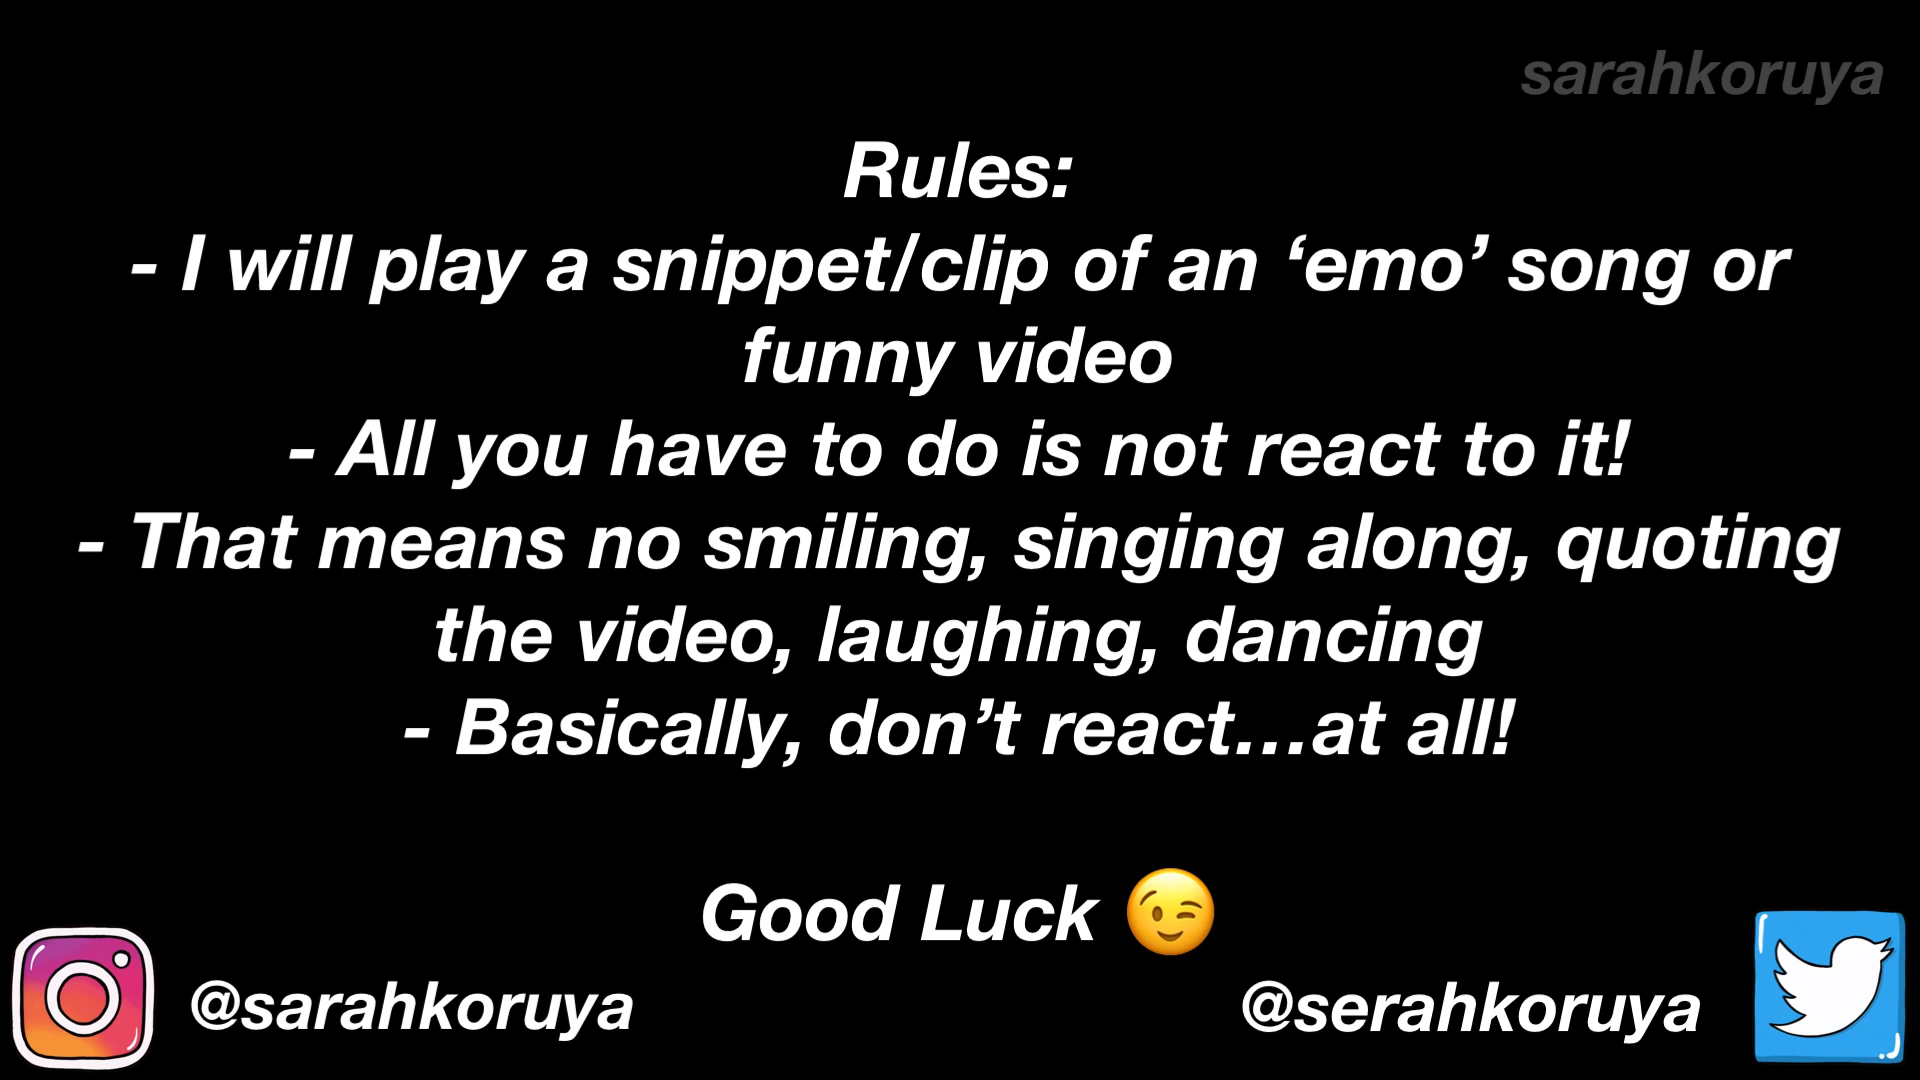 sarahkoruya
Rules:
- I will play a snippet/clip of an ‘emo’ song or
funny video
- All you have to do is not react to it!
- That means no smiling, singing along, quoting
the video, laughing, dancing
- Basically, don’t react…at all!
Good Luck 😉
@sarahkoruya
@serahkoruya